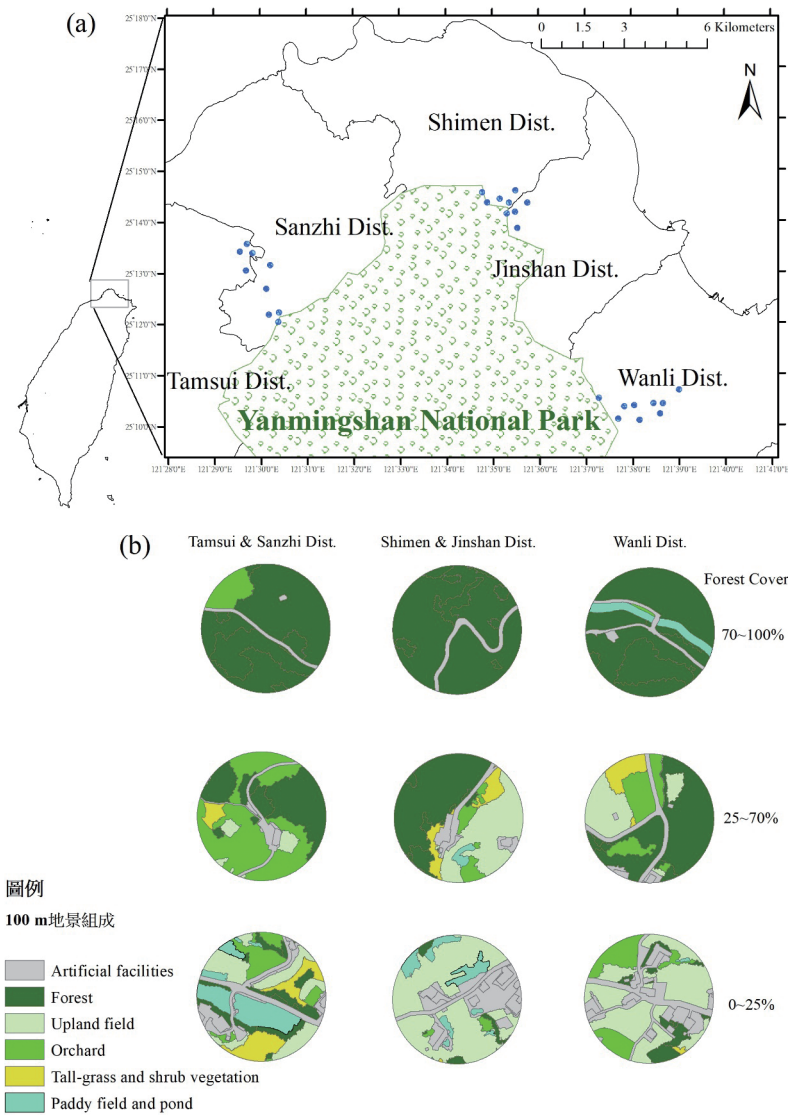 (a)
0 1.5 3 6 Kilometers
N
25°18'0"N
25°17'0"N
25°16'0"N
25°15'0"N
25°14'0"N
25°13'0"N
25°12'0"N
25°11'0"N
25°10'0"N
Shimen Dist.
Sanzhi Dist.
Jinshan Dist.
Tamsui Dist.
Wanli Dist.
Yanmingshan National Park
121°28'0"E 121°29'0"E 121°30'0"E 121°31'0"E 121°32'0"E 121°33'0"E 121°34'0"E 121°35'0"E 121°36'0"E 121°37'0"E 121°38'0"E 121°39'0"E 121°40'0"E 121°41'0"E
(b)
Tamsui & Sanzhi Dist. Shimen & Jinshan Dist. Wanli Dist.
Forest Cover
70~100%
25~70%
0~25%
圖例
100 m地景組成
Artificial facilities
Forest
Upland field
Orchard
Tall-grass and shrub vegetation
Paddy field and pond